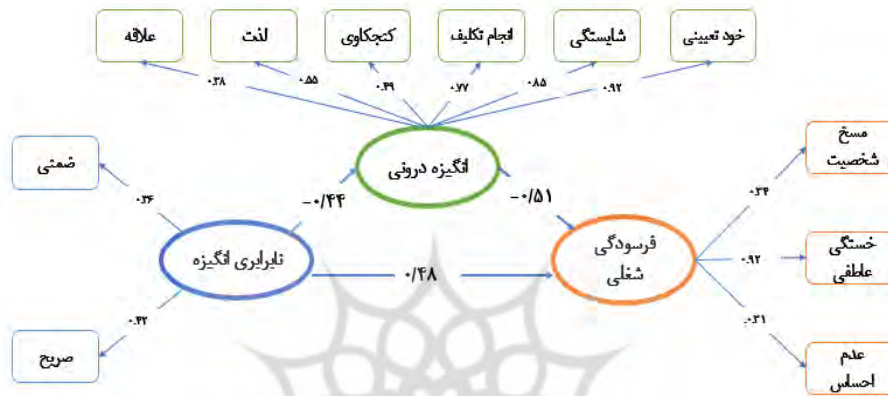 خود تعیینی
شایستگی
انجام تکلیف
کنجکاوی
لذت
علاقه
۰.۹۲
۰.۸۵
۰.۷۷
۰.۴۹
۰.۵۵
۰.۳۸
انگیزه درونی
مسخ
شخصیت
ضمنی
−۰/۵۱
−۰/۴۴
۰.۳۴
۰.۳۶
فرسودگی
شغلی
نابرابری انگیزه
خستگی
عاطفی
۰.۹۲
۰/۴۸
۰.۳۱
۰.۴۲
عدم
احساس
صریح